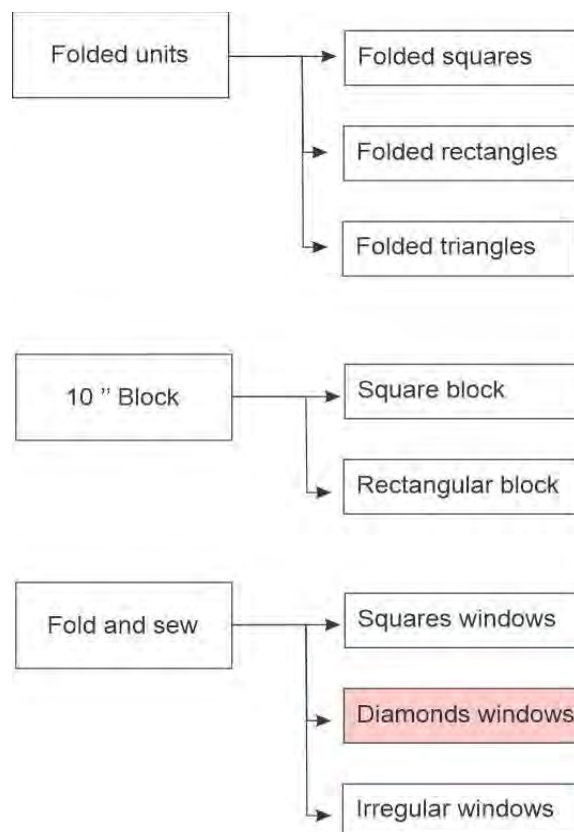 Folded units
Folded squares
Folded rectangles
Folded triangles
10 ” Block
Square block
Rectangular block
Fold and sew
Squares windows
Diamonds windows
Irregular windows